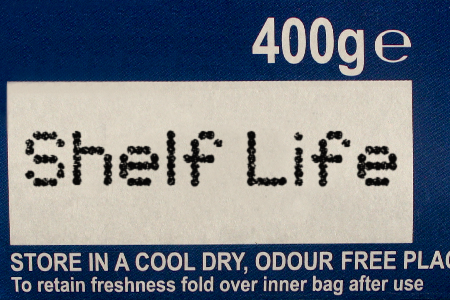 400g ℮
Shelf Life
STORE IN A COOL DRY, ODOUR FREE PLAC
To retain freshness fold over inner bag after use